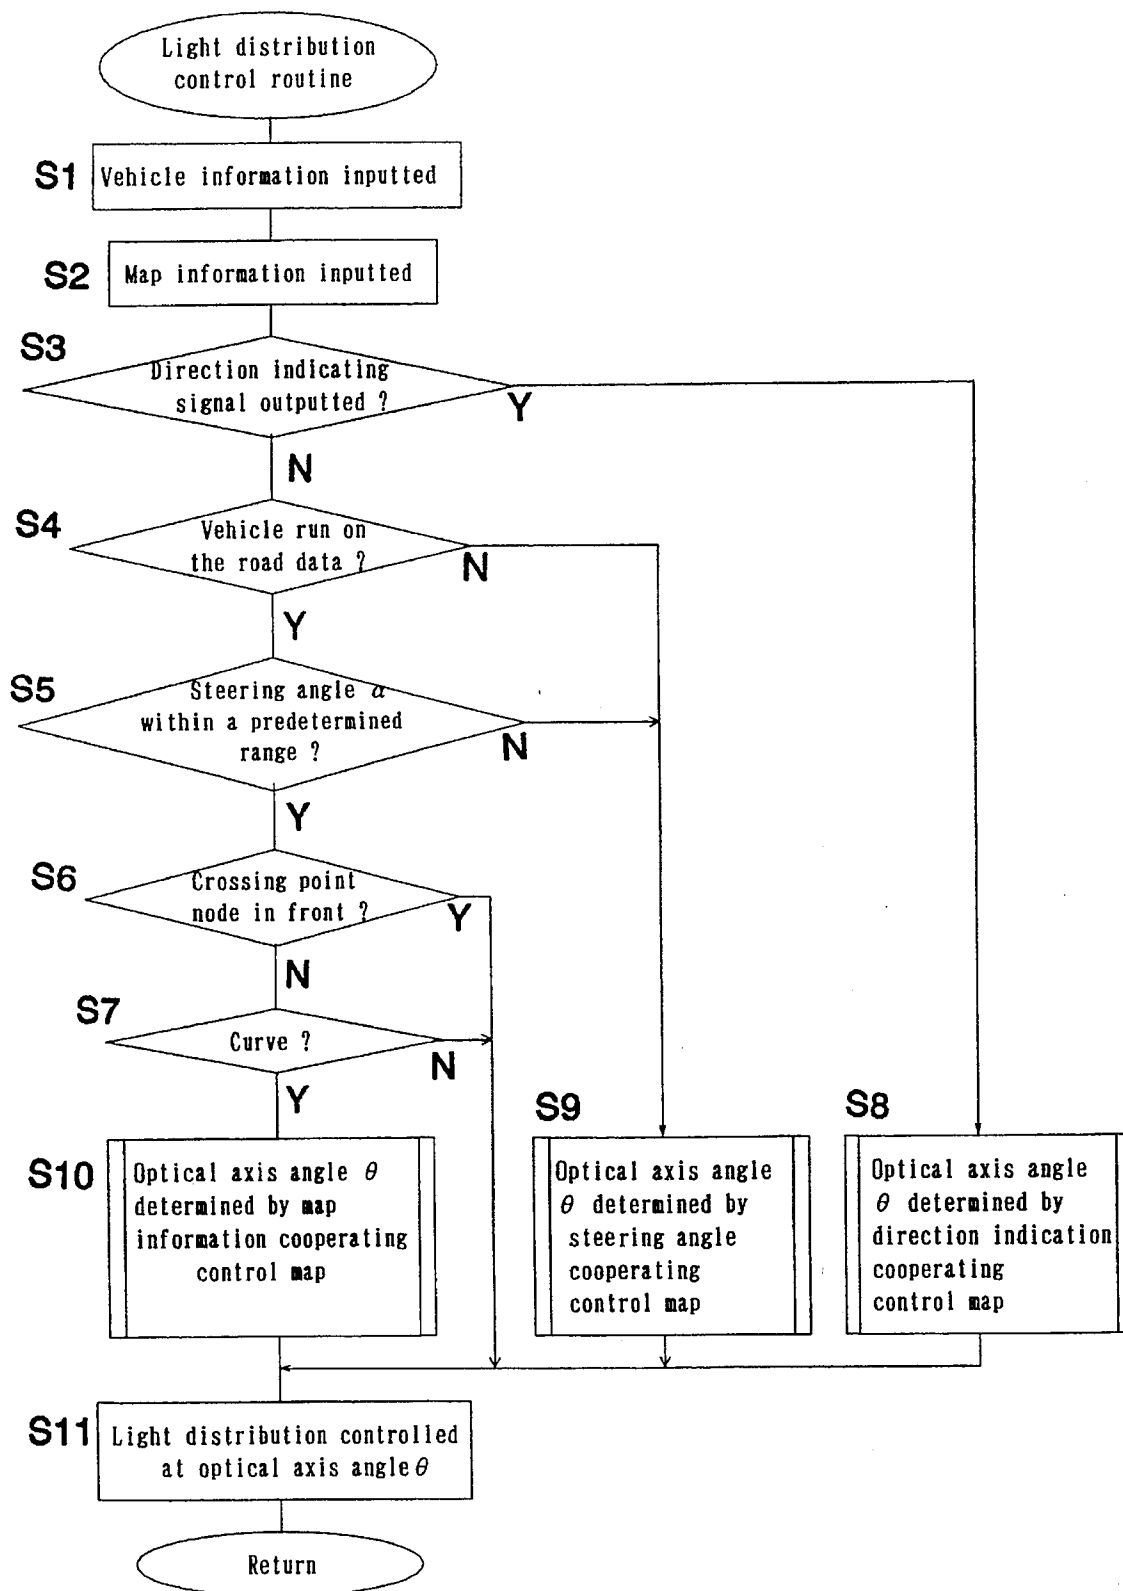 Light distribution
control routine
S1
Vehicle information inputted
S2
Map information inputted
S3
Direction indicating
signal outputted ?
Y
N
S4
Vehicle run on
the road data ?
N
Y
S5
Steering angle α
within a predetermined
range ?
N
Y
S6
Crossing point
node in front ?
Y
N
S7
Curve ?
N
Y
S10
Optical axis angle θ
determined by map
information cooperating
control map
S9
Optical axis angle
θ determined by
steering angle
cooperating
control map
S8
Optical axis angle
θ determined by
direction indication
cooperating
control map
S11
Light distribution controlled
at optical axis angle θ
Return